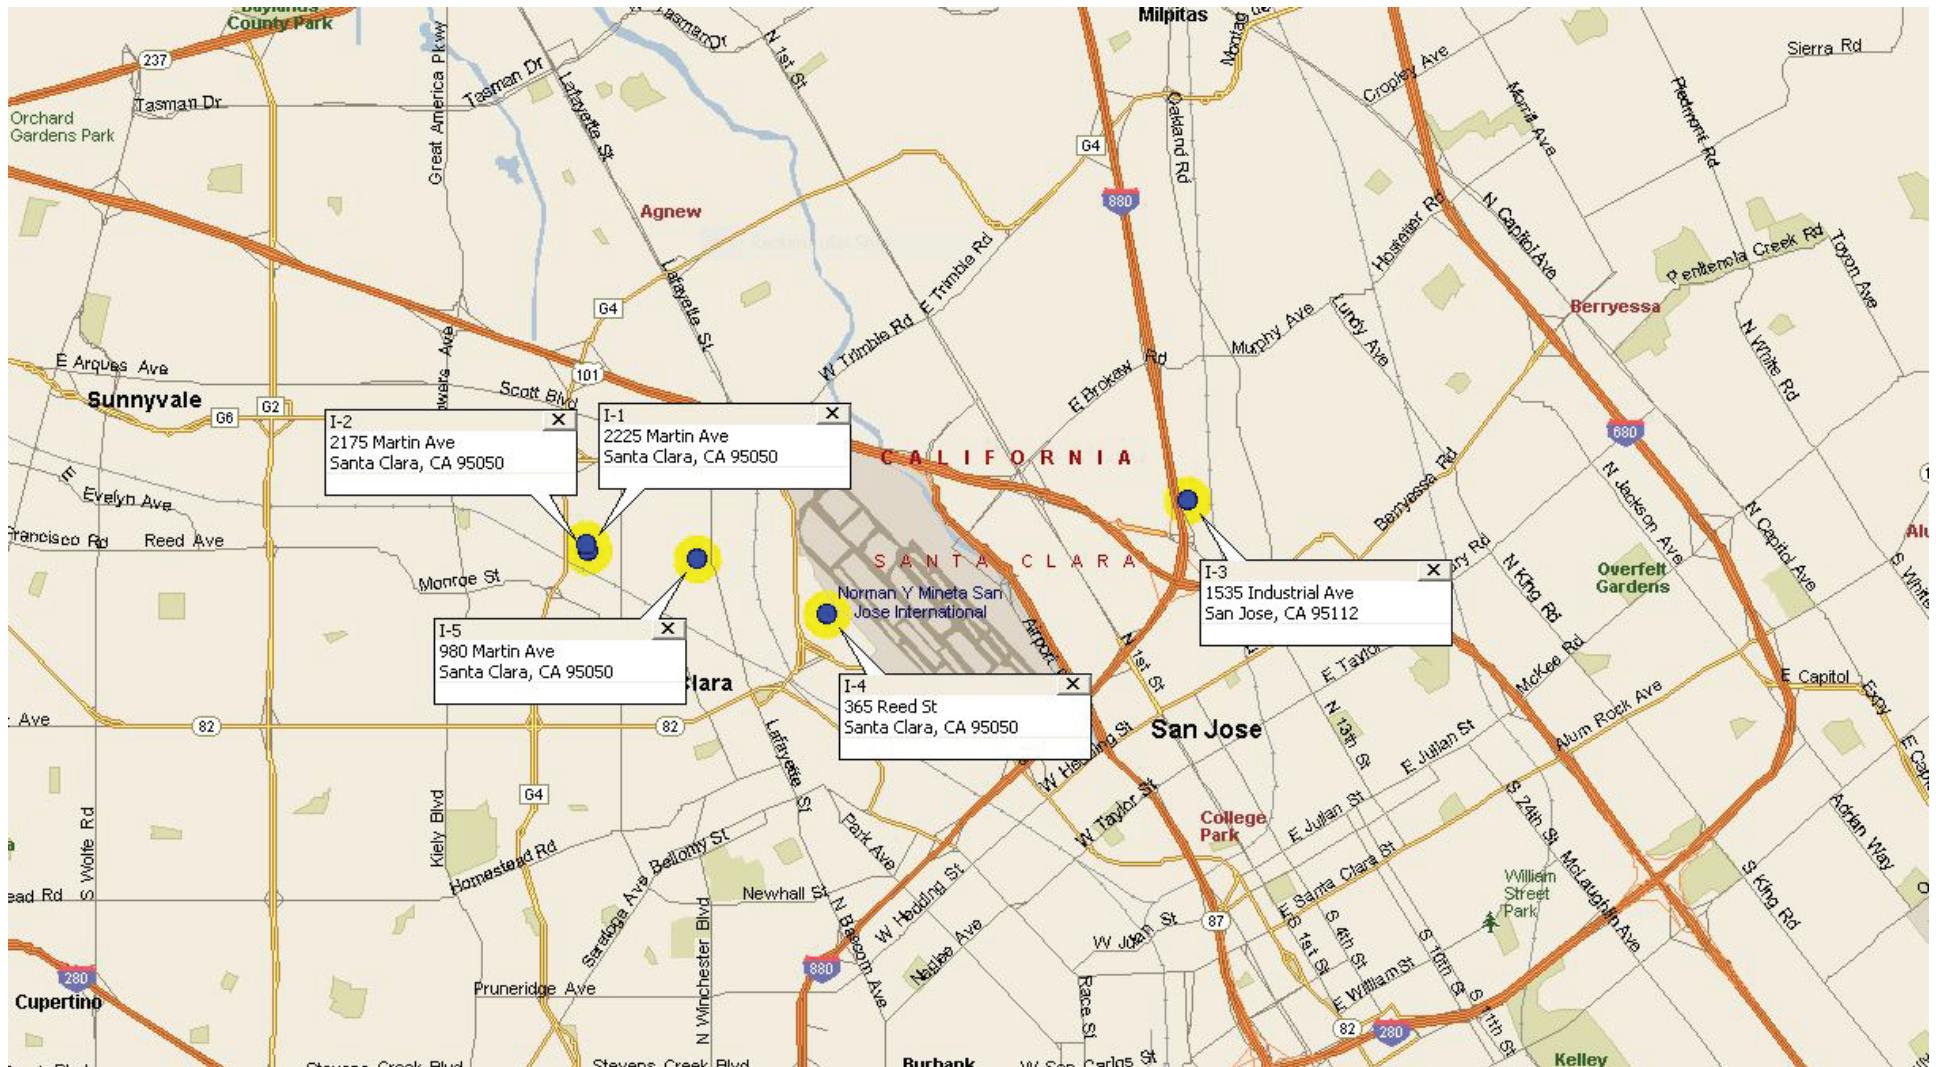 Baylands
County Park
Milpitas
237
Tasman Dr
Tasman Dr
Tasman Dr
N 1st St
Great America Pkwy
Lafayette St
Oakland Rd
Cropley Ave
Morrill Ave
Piedmont Rd
Sierra Rd
Orchard
Gardens Park
G4
880
Agnew
Hostetter Rd
N Capitol Ave
Penitencia Creek Rd
Toyon Ave
Lafayette St
E Trimble Rd
G4
W Trimble Rd
Murphy Ave
Lundy Ave
Berryessa
N White Rd
E Arques Ave
101
Scott Blvd
E Brokaw Rd
Sunnyvale
G6
G2
I-2
2175 Martin Ave
Santa Clara, CA 95050
I-1
2225 Martin Ave
Santa Clara, CA 95050
CALIFORNIA
680
Berryessa Rd
N Jackson Ave
N Capitol Ave
E
Evelyn Ave
Reed Ave
Monroe St
SANTA CLARA
Norman Y Mineta San
Jose International
I-3
1535 Industrial Ave
San Jose, CA 95112
N King Rd
Overfelt
Gardens
I-5
980 Martin Ave
Santa Clara, CA 95050
I-4
365 Reed St
Santa Clara, CA 95050
N 1st St
McKee Rd
E Capitol
Expy
Ave
82
82
San Jose
W Hedding St
N 13th St
Alum Rock Ave
E Julian St
Lafayette St
G4
Kiely Blvd
S Wolfe Rd
W Taylor St
College
Park
E Julian St
S 24th St
Adrian Way
Homestead Rd
Bellomy St
Park Ave
E Santa Clara St
McLaughlin Ave
S King Rd
Saratoga Ave
Newhall St
N Bascom Ave
W Hedding St
Naglee Ave
William
Street
Park
87
W Julian St
S 1st St
S 4th St
S 10th St
S 11th St
280
Cupertino
Pruneridge Ave
N Winchester Blvd
880
Race St
E William St
82
280
Stevens Creek Blvd
Stevens Creek Blvd
Burbank
W San Carlos St
Kelley